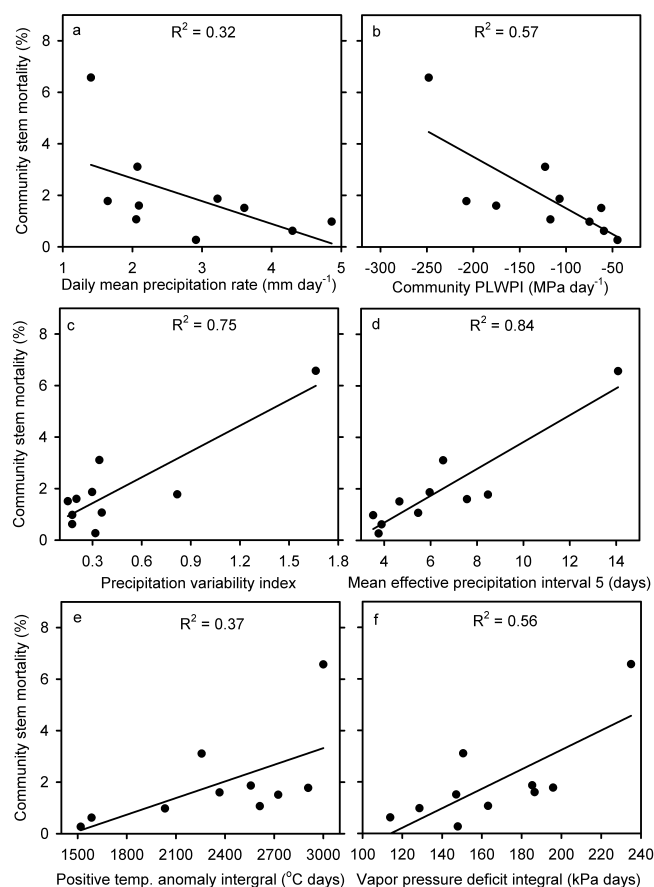 a
R² = 0.32
Community stem mortality (%)
8
6
4
2
0
1 2 3 4 5
Daily mean precipitation rate (mm day⁻¹)
b
R² = 0.57
-300 -250 -200 -150 -100 -50
Community PLWPI (MPa day⁻¹)
c
R² = 0.75
Community stem mortality (%)
8
6
4
2
0
0.3 0.6 0.9 1.2 1.5 1.8
Precipitation variability index
d
R² = 0.84
4 6 8 10 12 14
Mean effective precipitation interval 5 (days)
e
R² = 0.37
Community stem mortality (%)
8
6
4
2
0
1500 1800 2100 2400 2700 3000
Positive temp. anomaly intergral (°C days)
f
R² = 0.56
100 120 140 160 180 200 220 240
Vapor pressure deficit integral (kPa days)